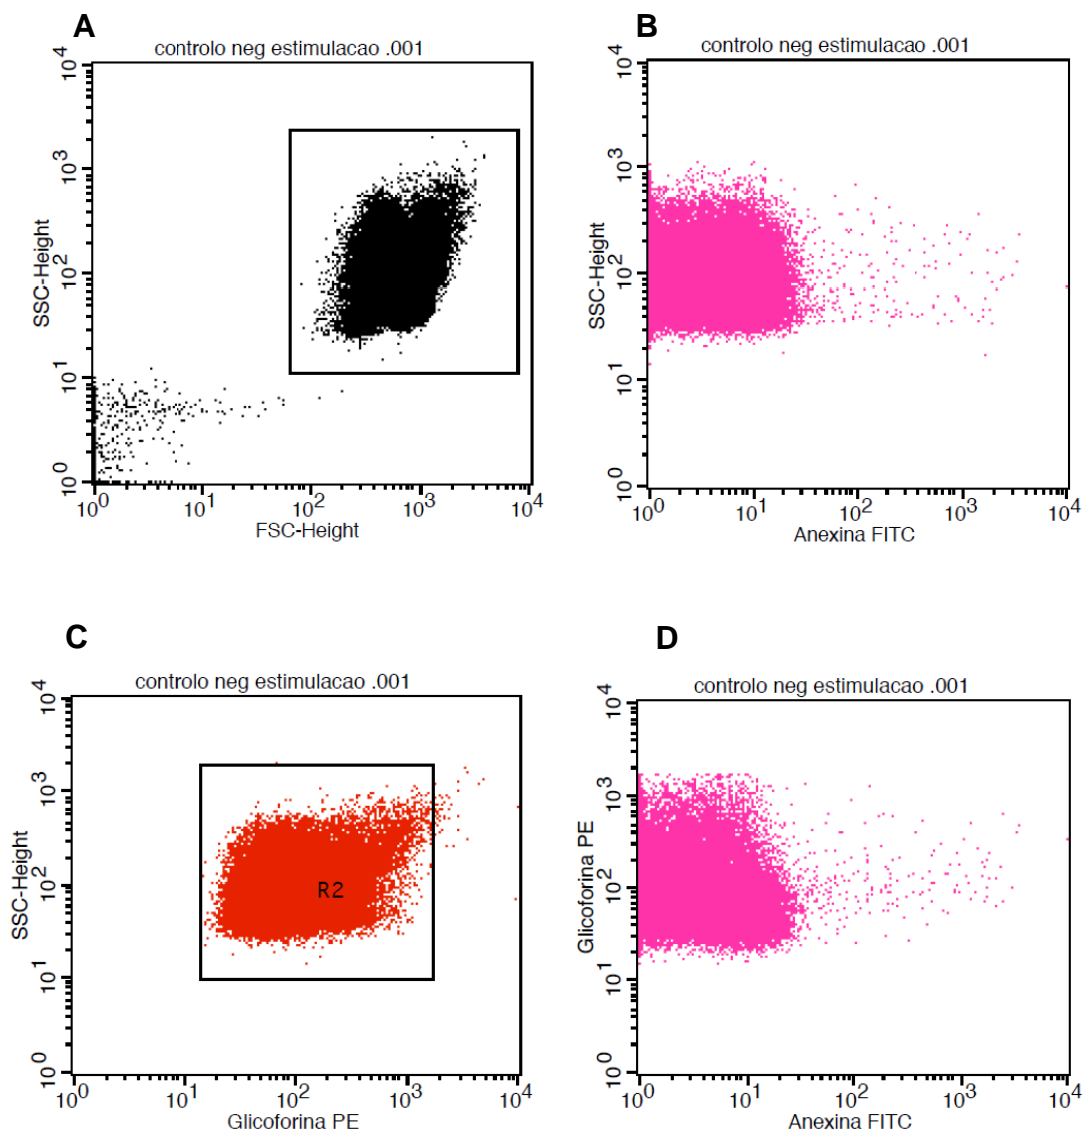 A
controlo neg estimulacao .001
SSC-Height
10^4
10^3
10^2
10^1
10^0
10^0 10^1 10^2 10^3 10^4
FSC-Height
B
controlo neg estimulacao .001
SSC-Height
10^4
10^3
10^2
10^1
10^0
10^0 10^1 10^2 10^3 10^4
Anexina FITC
C
controlo neg estimulacao .001
SSC-Height
10^4
10^3
10^2
10^1
10^0
R2
10^0 10^1 10^2 10^3 10^4
Glicoforina PE
D
controlo neg estimulacao .001
Glicoforina PE
10^4
10^3
10^2
10^1
10^0
10^0 10^1 10^2 10^3 10^4
Anexina FITC